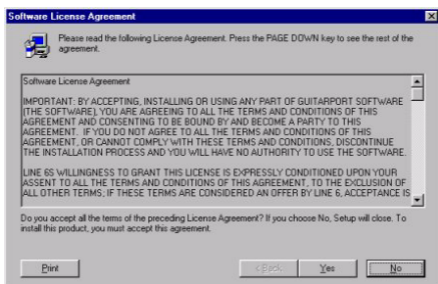 Software License Agreement
Please read the following License Agreement. Press the PAGE DOWN key to see the rest of the
agreement.
Software License Agreement
IMPORTANT: BY ACCEPTING, INSTALLING OR USING ANY PART OF GUITARPORT SOFTWARE
(THE SOFTWARE), YOU ARE AGREEING TO ALL THE TERMS AND CONDITIONS OF THIS
AGREEMENT AND CONSENTING TO BE BOUND BY AND BECOME A PARTY TO THIS
AGREEMENT. IF YOU DO NOT AGREE TO ALL THE TERMS AND CONDITIONS OF THIS
AGREEMENT, OR CANNOT COMPLY WITH THESE TERMS AND CONDITIONS, DISCONTINUE
THE INSTALLATION PROCESS AND YOU WILL HAVE NO AUTHORITY TO USE THE SOFTWARE.
LINE 6S WILLINGNESS TO GRANT THIS LICENSE IS EXPRESSLY CONDITIONED UPON YOUR
ASSENT TO ALL THE TERMS AND CONDITIONS OF THIS AGREEMENT, TO THE EXCLUSION OF
ALL OTHER TERMS; IF THESE TERMS ARE CONSIDERED AN OFFER BY LINE 6, ACCEPTANCE IS
Do you accept all the terms of the preceding License Agreement? If you choose No, Setup will close. To
install this product, you must accept this agreement.
Print
< Back
Yes
No